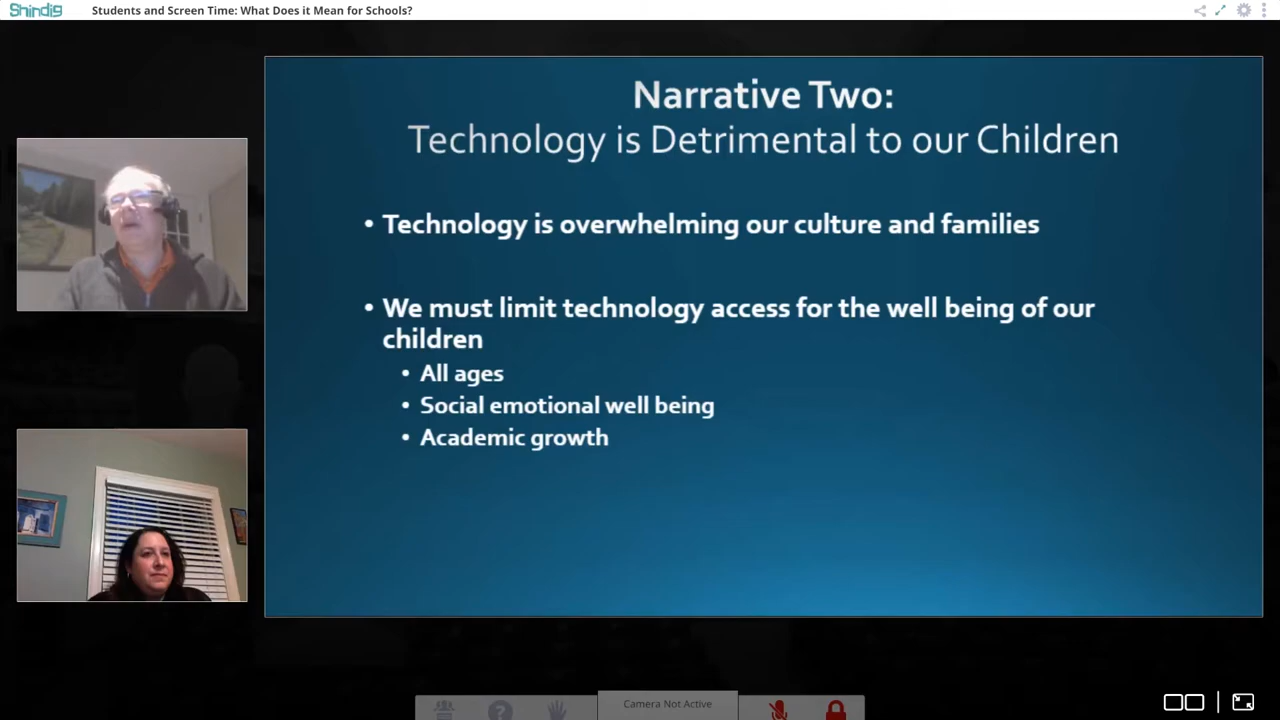 Shindig
Students and Screen Time: What Does it Mean for Schools?
Narrative Two:
Technology is Detrimental to our Children
• Technology is overwhelming our culture and families
• We must limit technology access for the well being of our
children
• All ages
• Social emotional well being
• Academic growth
Camera Not Active